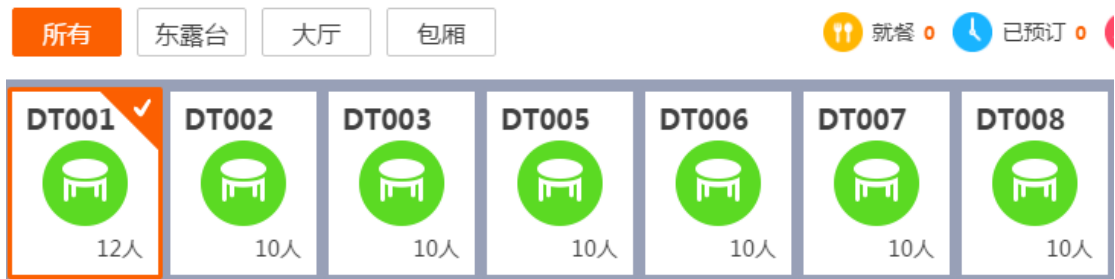 所有 东露台 大厅 包厢 就餐 0 已预订 0
DT001 DT002 DT003 DT005 DT006 DT007 DT008
12人 10人 10人 10人 10人 10人 10人